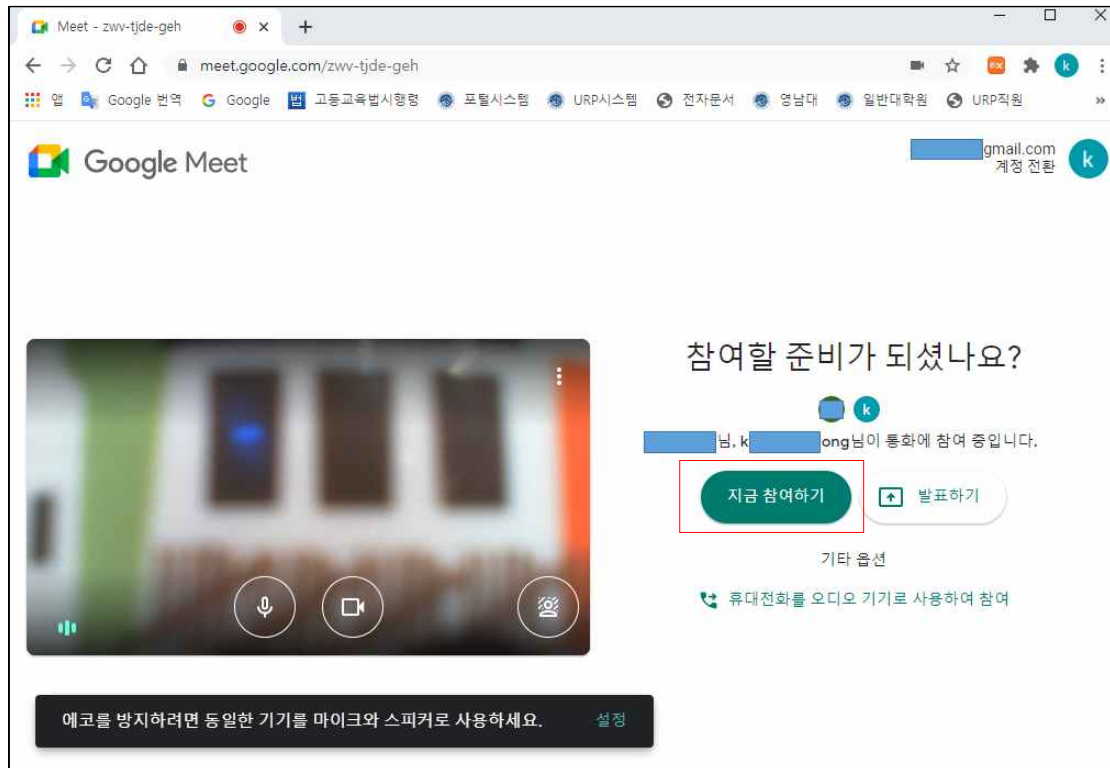 Meet - zwv-tjde-geh
meet.google.com/zwv-tjde-geh
k
앱 Google 번역 G Google 법 고등교육법시행령 포털시스템 URP시스템 전자문서 영남대 일반대학원 URP직원 »
Google Meet
gmail.com
계정 전환
k
참여할 준비가 되셨나요?
k
님, k ong님이 통화에 참여 중입니다.
지금 참여하기 발표하기
기타 옵션
휴대전화를 오디오 기기로 사용하여 참여
에코를 방지하려면 동일한 기기를 마이크와 스피커로 사용하세요. 설정